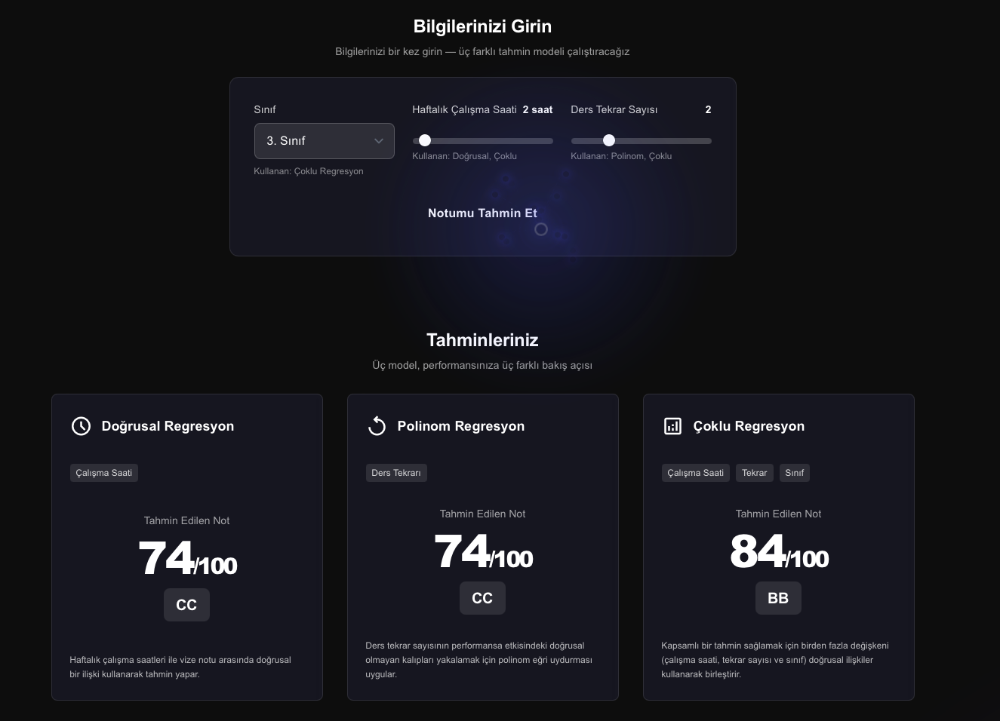 Bilgilerinizi Girin
Bilgilerinizi bir kez girin — üç farklı tahmin modeli çalıştıracağız
Sınıf
3. Sınıf
Kullanan: Çoklu Regresyon
Haftalık Çalışma Saati 2 saat
Kullanan: Doğrusal, Çoklu
Ders Tekrar Sayısı 2
Kullanan: Polinom, Çoklu
Notumu Tahmin Et
Tahminleriniz
Üç model, performansınıza üç farklı bakış açısı
Doğrusal Regresyon
Çalışma Saati
Tahmin Edilen Not
74/100
CC
Haftalık çalışma saatleri ile vize notu arasında doğrusal
bir ilişki kullanarak tahmin yapar.
Polinom Regresyon
Ders Tekrarı
Tahmin Edilen Not
74/100
CC
Ders tekrar sayısının performansa etkisindeki doğrusal
olmayan kalıpları yakalamak için polinom eğri uydurması
uygular.
Çoklu Regresyon
Çalışma Saati Tekrar Sınıf
Tahmin Edilen Not
84/100
BB
Kapsamlı bir tahmin sağlamak için birden fazla değişkeni
(çalışma saati, tekrar sayısı ve sınıf) doğrusal ilişkiler
kullanarak birleştirir.